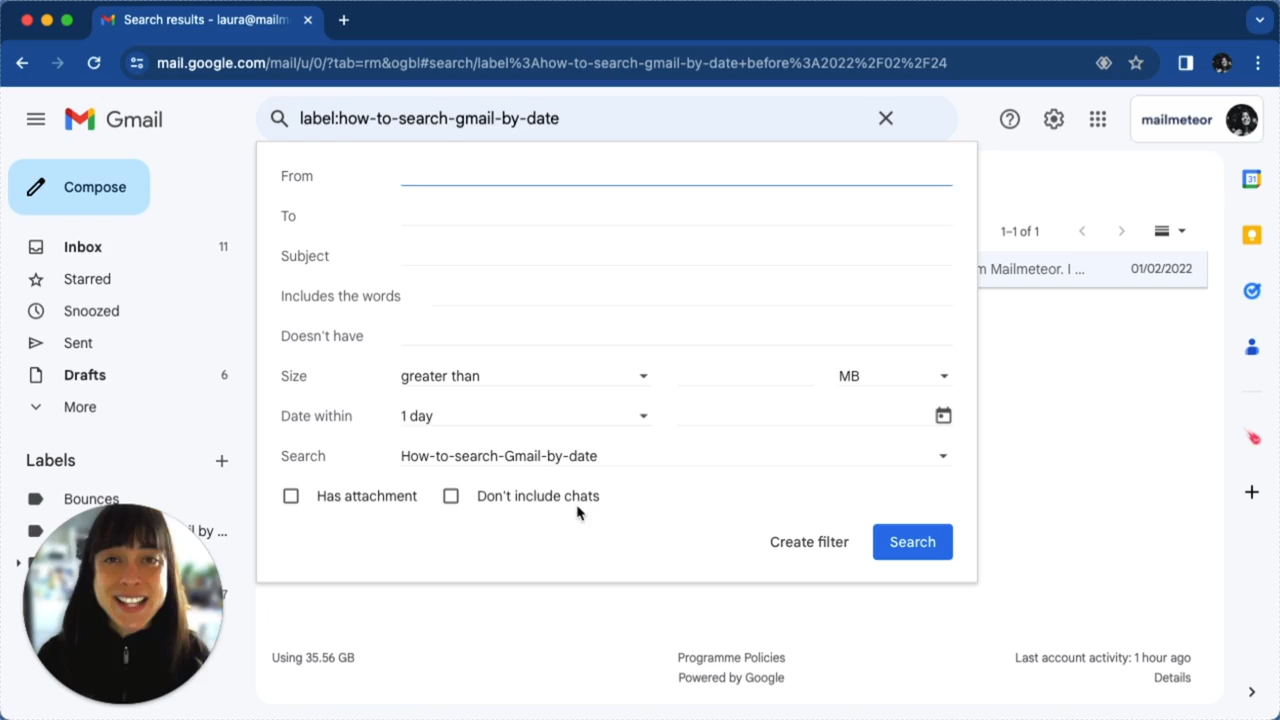 Search results - laura@mailm
mail.google.com/mail/u/0/?tab=rm&ogbl#search/label%3Ahow-to-search-gmail-by-date+before%3A2022%2F02%2F24
Gmail
label:how-to-search-gmail-by-date
mailmeteor
Compose
From
To
1–1 of 1
Inbox 11
Subject
m Mailmeteor. I ... 01/02/2022
Starred
Includes the words
Snoozed
Doesn't have
Sent
Drafts 6
Size greater than MB
More
Date within 1 day
Labels
Search How-to-search-Gmail-by-date
Bounces
Has attachment Don't include chats
il by ...
Create filter Search
7
Using 35.56 GB
Programme Policies
Powered by Google
Last account activity: 1 hour ago
Details
31